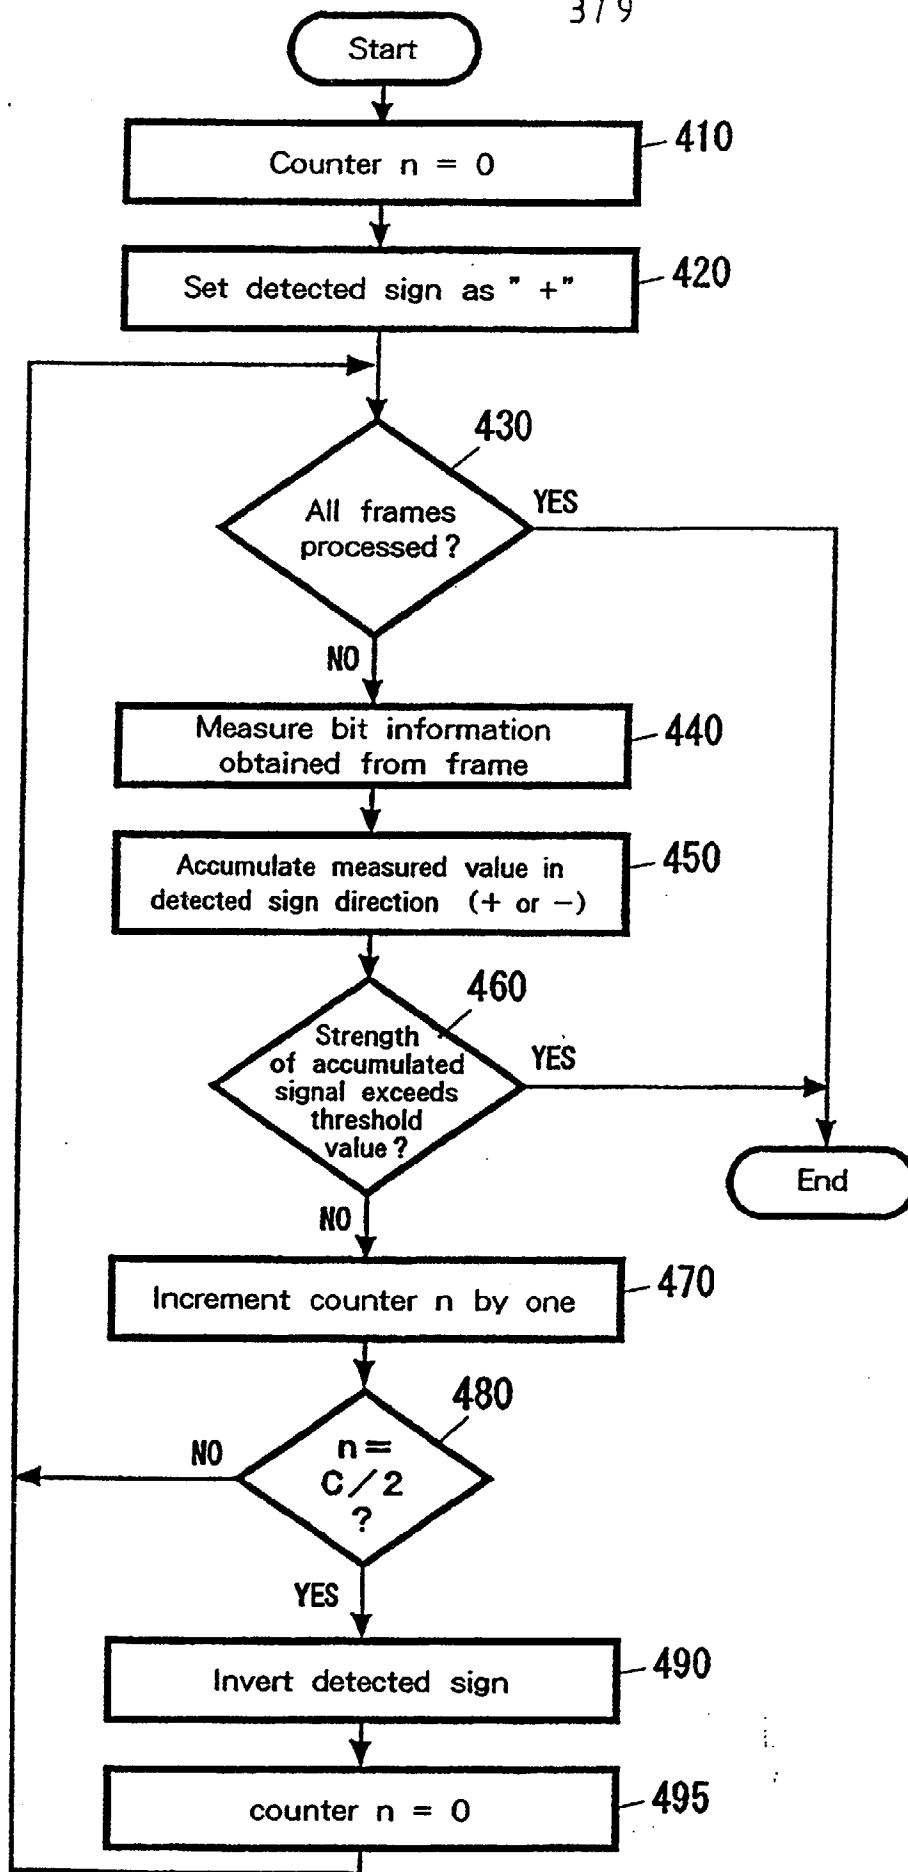 3/9
Start
Counter n = 0
410
Set detected sign as " +"
420
430
All frames
processed ?
YES
NO
Measure bit information
obtained from frame
440
Accumulate measured value in
detected sign direction (+ or −)
450
460
Strength
of accumulated
signal exceeds
threshold
value ?
YES
End
NO
Increment counter n by one
470
480
n =
C/2
?
NO
YES
Invert detected sign
490
counter n = 0
495